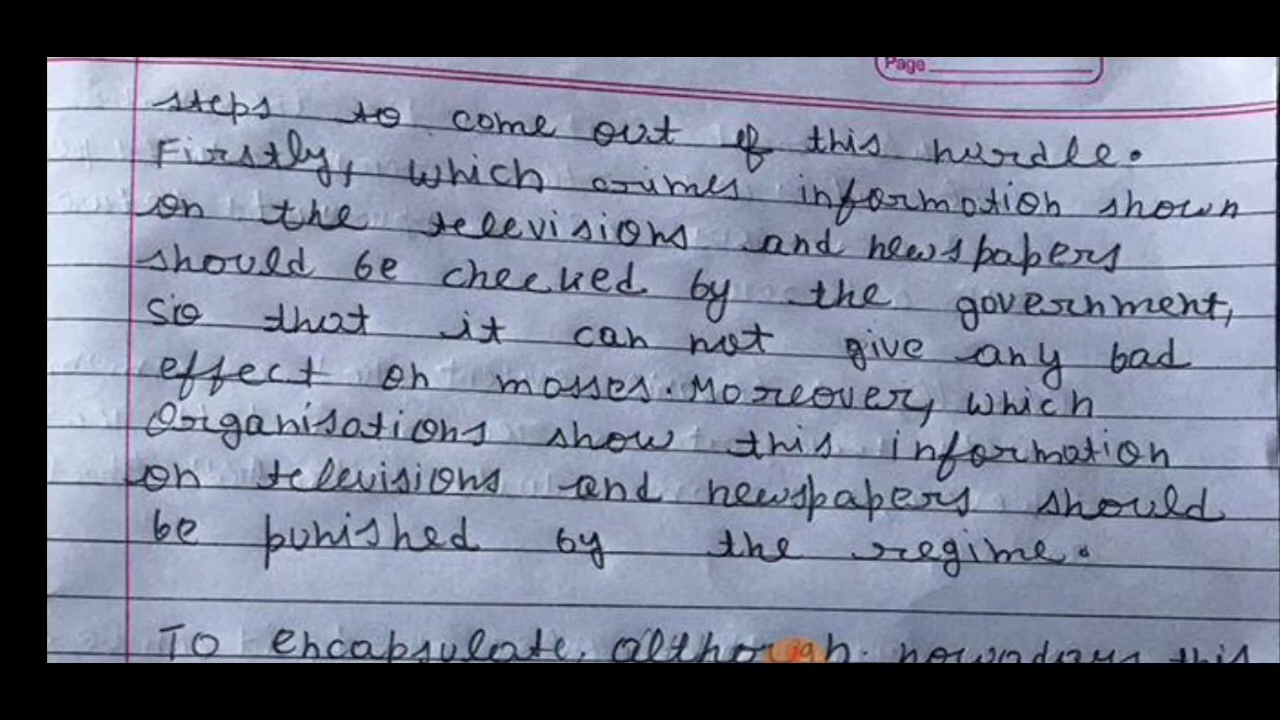 Page
steps to come out of this hurdle.
Firstly, which crimes information shown
on the televisions and newspapers
should be checked by the government,
so that it can not give any bad
effect on masses. Moreover, which
Organisations show this information
on televisions and newspapers should
be punished by the regime.
To encapsulate, although nowadays this